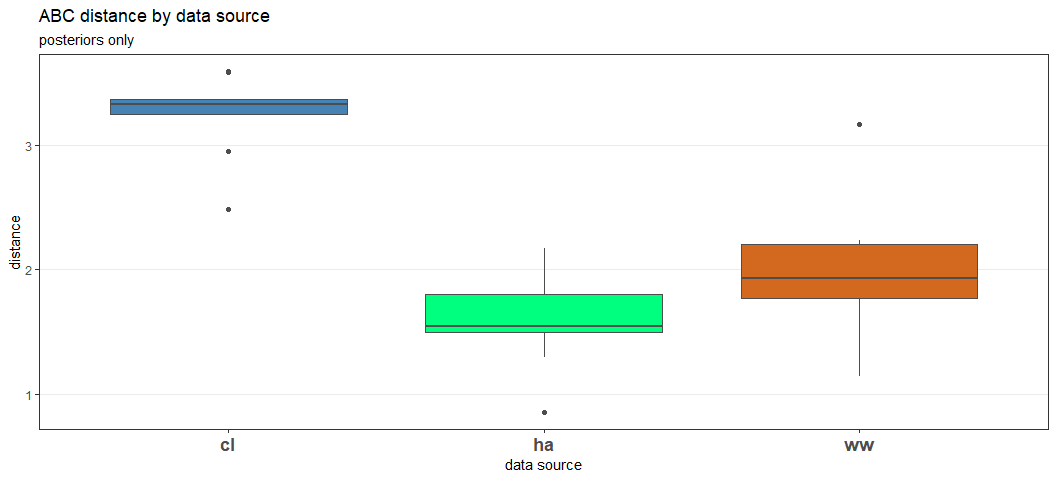 ABC distance by data source
posteriors only
distance
3
2
1
cl
ha
ww
data source